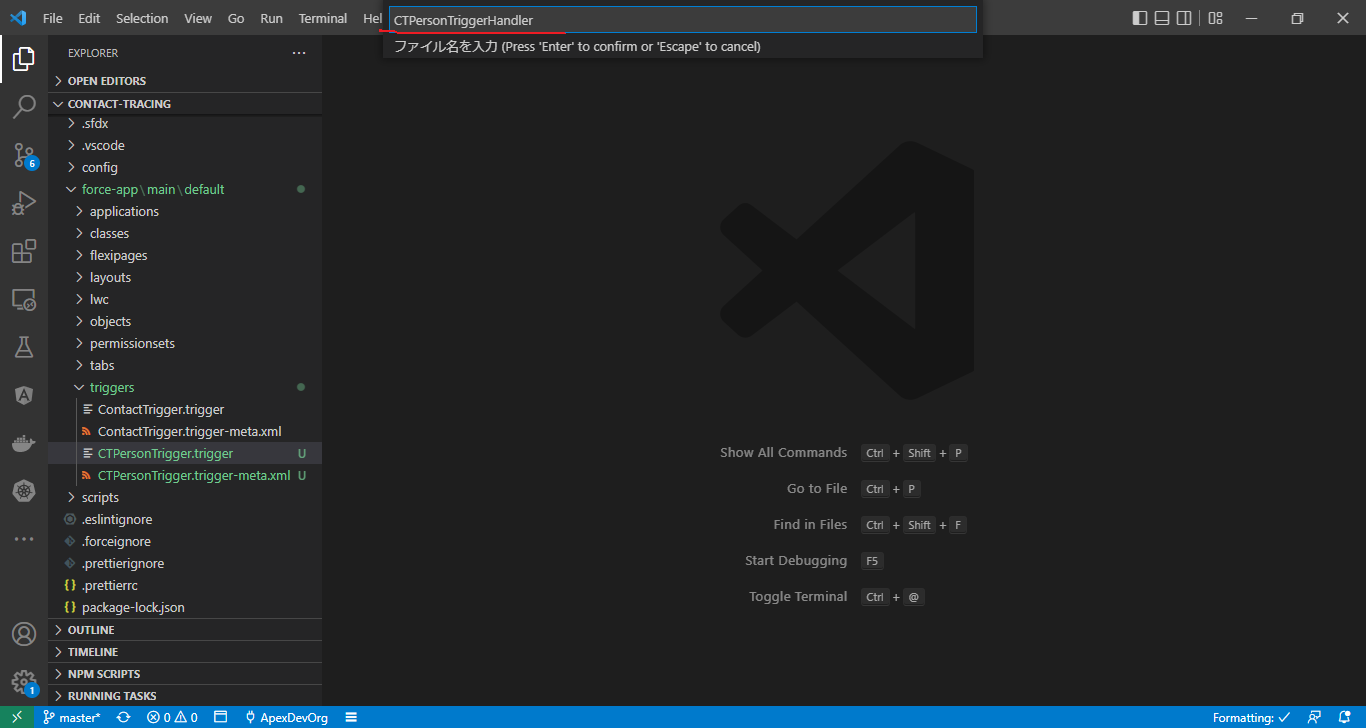 File Edit Selection View Go Run Terminal Hel
CTPersonTriggerHandler
ファイル名を入力 (Press 'Enter' to confirm or 'Escape' to cancel)
EXPLORER
OPEN EDITORS
CONTACT-TRACING
.sfdx
.vscode
config
force-app\main\default
applications
classes
flexipages
layouts
lwc
objects
permissionsets
tabs
triggers
ContactTrigger.trigger
ContactTrigger.trigger-meta.xml
CTPersonTrigger.trigger U
CTPersonTrigger.trigger-meta.xml U
scripts
.eslintignore
.forceignore
.prettierignore
.prettierrc
package-lock.json
OUTLINE
TIMELINE
NPM SCRIPTS
RUNNING TASKS
6
1
Show All Commands Ctrl + Shift + P
Go to File Ctrl + P
Find in Files Ctrl + Shift + F
Start Debugging F5
Toggle Terminal Ctrl + @
master* 0 0 ApexDevOrg Formatting: